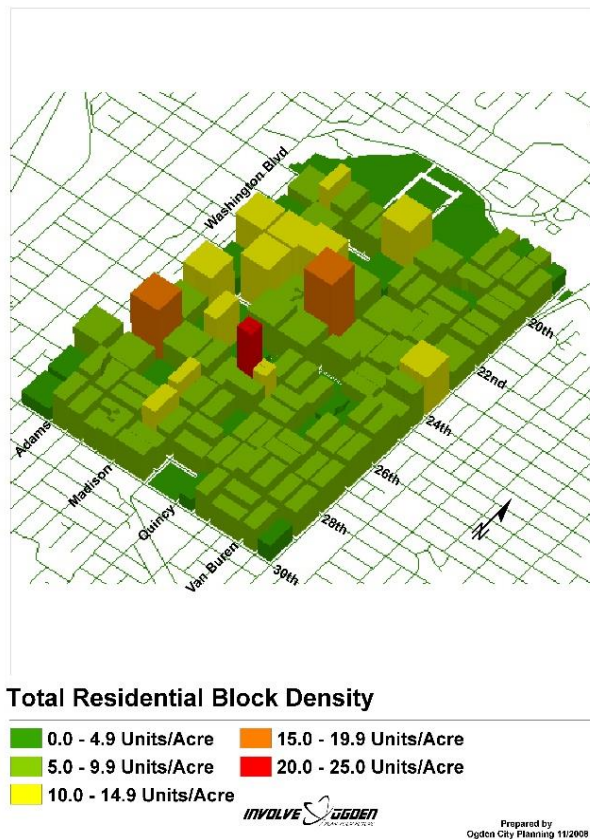 Washington Blvd
20th
22nd
24th
26th
28th
30th
Adams
Madison
Quincy
Van Buren
N
Total Residential Block Density
0.0 - 4.9 Units/Acre
15.0 - 19.9 Units/Acre
5.0 - 9.9 Units/Acre
20.0 - 25.0 Units/Acre
10.0 - 14.9 Units/Acre
INVOLVE OGDEN
Prepared by
Ogden City Planning 11/2008